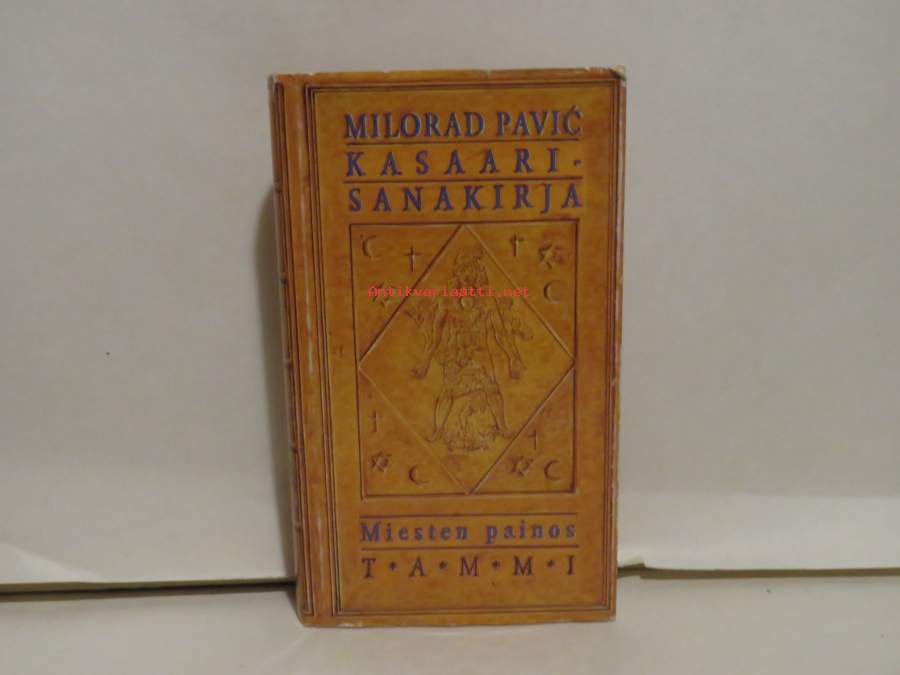 MILORAD PAVIĆ
KASAARI-
SANAKIRJA
Antikvariaatti.net
Miesten painos
T·A·M·M·I